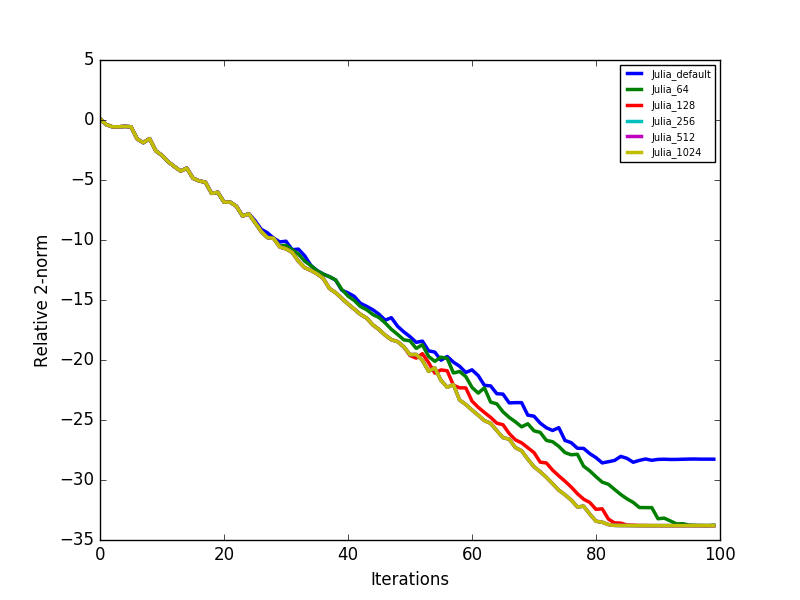 5
0
−5
−10
−15
−20
−25
−30
−35
0 20 40 60 80 100
Iterations
Relative 2-norm
Julia_default
Julia_64
Julia_128
Julia_256
Julia_512
Julia_1024